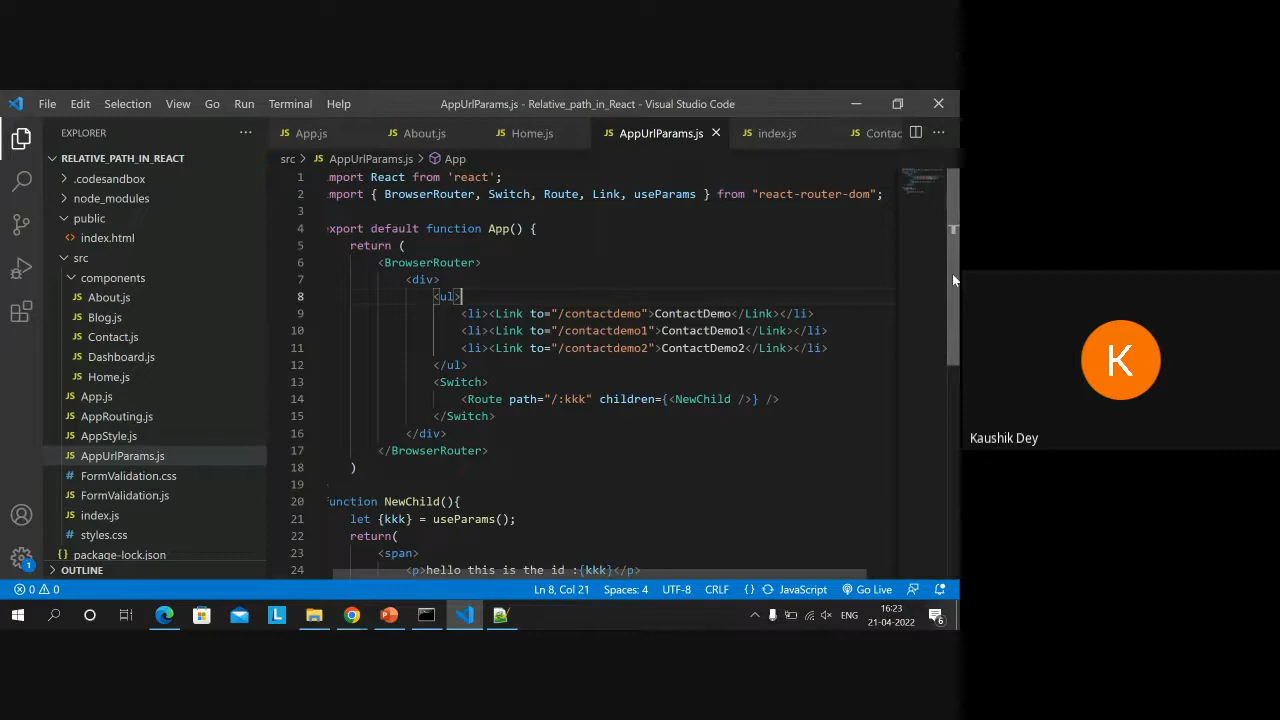 File Edit Selection View Go Run Terminal Help
AppUrlParams.js - Relative_path_in_React - Visual Studio Code
EXPLORER
RELATIVE_PATH_IN_REACT
.codesandbox
node_modules
public
index.html
src
components
About.js
Blog.js
Contact.js
Dashboard.js
Home.js
App.js
AppRouting.js
AppStyle.js
AppUrlParams.js
FormValidation.css
FormValidation.js
index.js
styles.css
package-lock.json
OUTLINE
App.js About.js Home.js AppUrlParams.js index.js Contac
src > AppUrlParams.js > App
1 mport React from 'react';
2 mport { BrowserRouter, Switch, Route, Link, useParams } from "react-router-dom";
3
4 export default function App() {
5 return (
6 <BrowserRouter>
7 <div>
8 <ul>
9 <li><Link to="/contactdemo">ContactDemo</Link></li>
10 <li><Link to="/contactdemo1">ContactDemo1</Link></li>
11 <li><Link to="/contactdemo2">ContactDemo2</Link></li>
12 </ul>
13 <Switch>
14 <Route path="/:kkk" children={<NewChild />} />
15 </Switch>
16 </div>
17 </BrowserRouter>
18 )
19
20 unction NewChild(){
21 let {kkk} = useParams();
22 return(
23 <span>
24 <p>hello this is the id :{kkk}</p>
0 0 Ln 8, Col 21 Spaces: 4 UTF-8 CRLF {} JavaScript Go Live
1
ENG
16:23
21-04-2022
6
K
Kaushik Dey